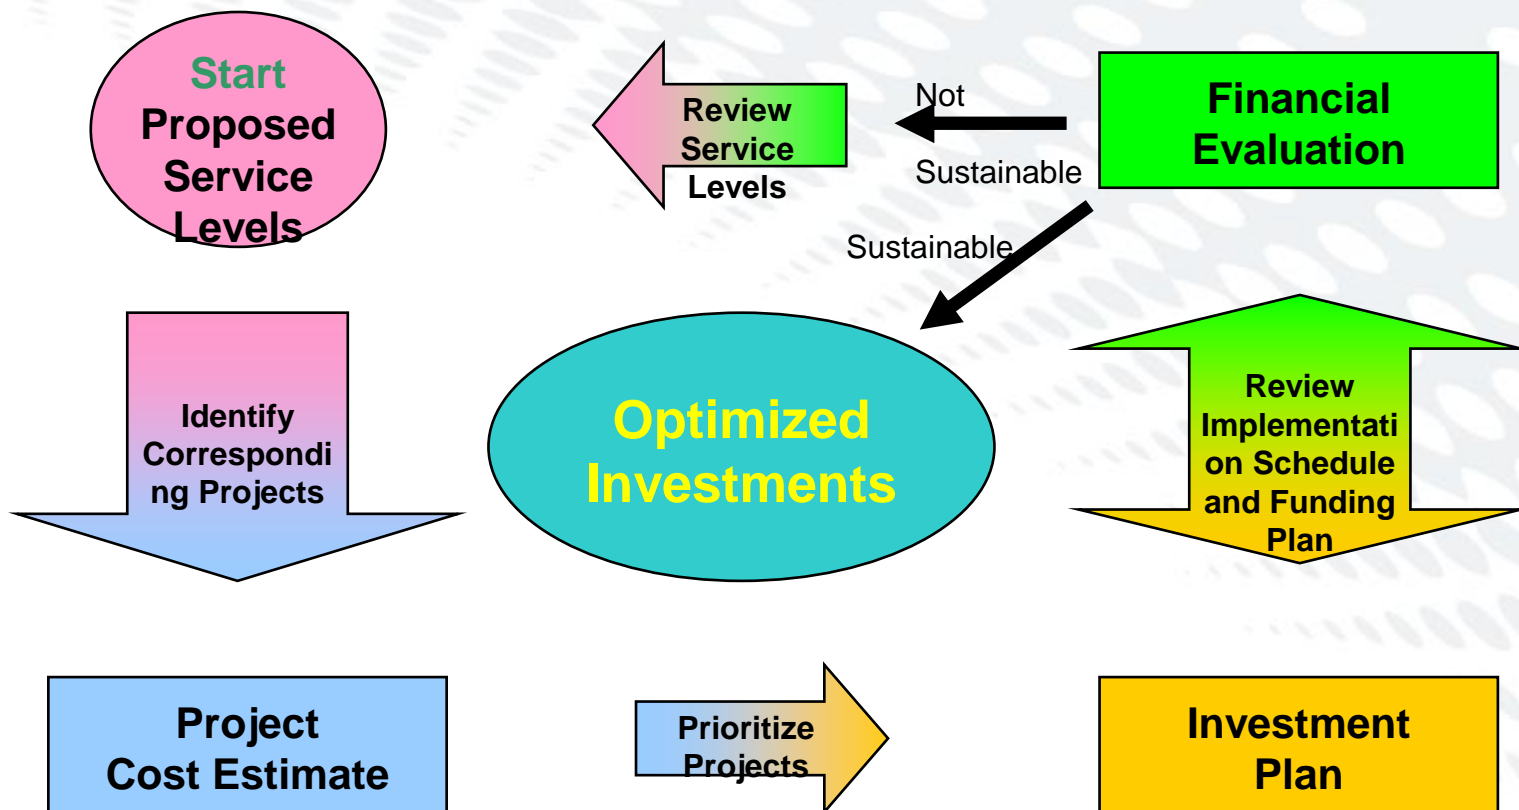 Start
Proposed
Service
Levels
Review
Service
Levels
Not
Sustainable
Financial
Evaluation
Sustainable
Identify
Correspondi
ng Projects
Optimized
Investments
Review
Implementati
on Schedule
and Funding
Plan
Project
Cost Estimate
Prioritize
Projects
Investment
Plan